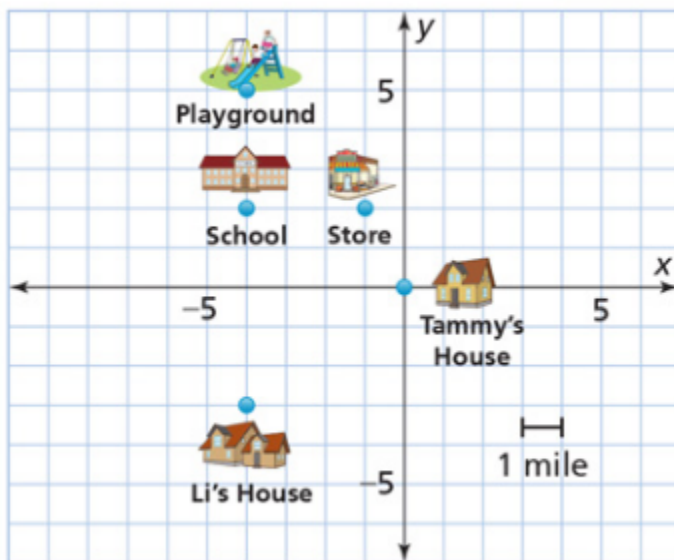 y
5
Playground
School
Store
x
−5
5
Tammy's
House
1 mile
Li's House
−5